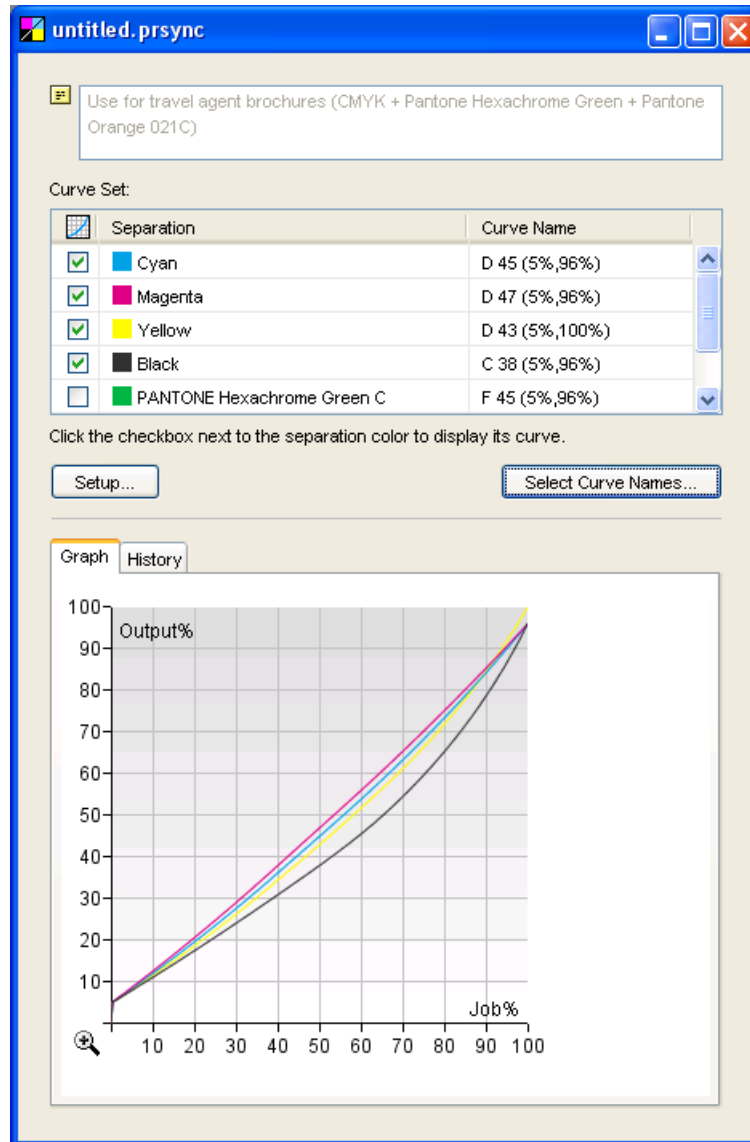 untitled.prsync
Use for travel agent brochures (CMYK + Pantone Hexachrome Green + Pantone
Orange 021C)
Curve Set:
Separation Curve Name
Cyan D 45 (5%,96%)
Magenta D 47 (5%,96%)
Yellow D 43 (5%,100%)
Black C 38 (5%,96%)
PANTONE Hexachrome Green C F 45 (5%,96%)
Click the checkbox next to the separation color to display its curve.
Setup... Select Curve Names...
Graph History
100
Output%
90
80
70
60
50
40
30
20
10
Job%
10 20 30 40 50 60 70 80 90 100